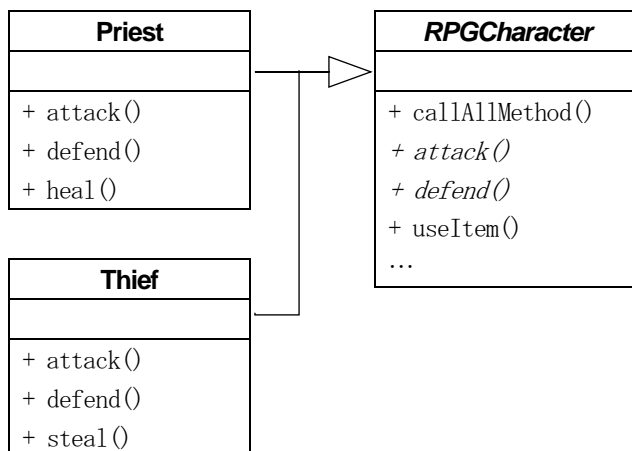 Priest
+ attack()
+ defend()
+ heal()
RPGCharacter
+ callAllMethod()
+ attack()
+ defend()
+ useItem()
…
Thief
+ attack()
+ defend()
+ steal()